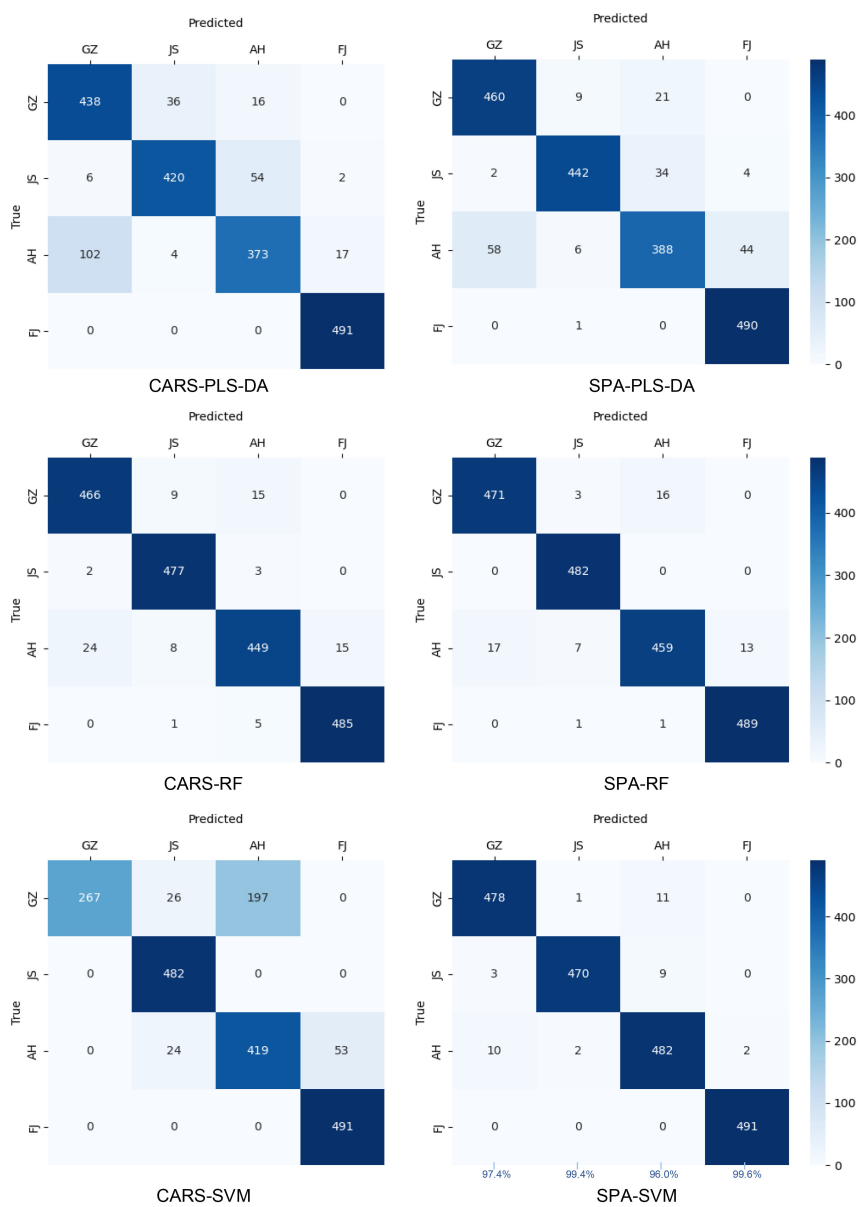 Predicted
Predicted
GZ JS AH FJ
GZ JS AH FJ
GZ 438 36 16 0
JS 6 420 54 2
AH 102 4 373 17
FJ 0 0 0 491
True
CARS-PLS-DA
GZ 460 9 21 0
JS 2 442 34 4
AH 58 6 388 44
FJ 0 1 0 490
True
SPA-PLS-DA
400
300
200
100
0
Predicted
Predicted
GZ JS AH FJ
GZ JS AH FJ
GZ 466 9 15 0
JS 2 477 3 0
AH 24 8 449 15
FJ 0 1 5 485
True
CARS-RF
GZ 471 3 16 0
JS 0 482 0 0
AH 17 7 459 13
FJ 0 1 1 489
True
SPA-RF
400
300
200
100
0
Predicted
Predicted
GZ JS AH FJ
GZ JS AH FJ
GZ 267 26 197 0
JS 0 482 0 0
AH 0 24 419 53
FJ 0 0 0 491
True
CARS-SVM
GZ 478 1 11 0
JS 3 470 9 0
AH 10 2 482 2
FJ 0 0 0 491
True
97.4% 99.4% 96.0% 99.6%
SPA-SVM
400
300
200
100
0